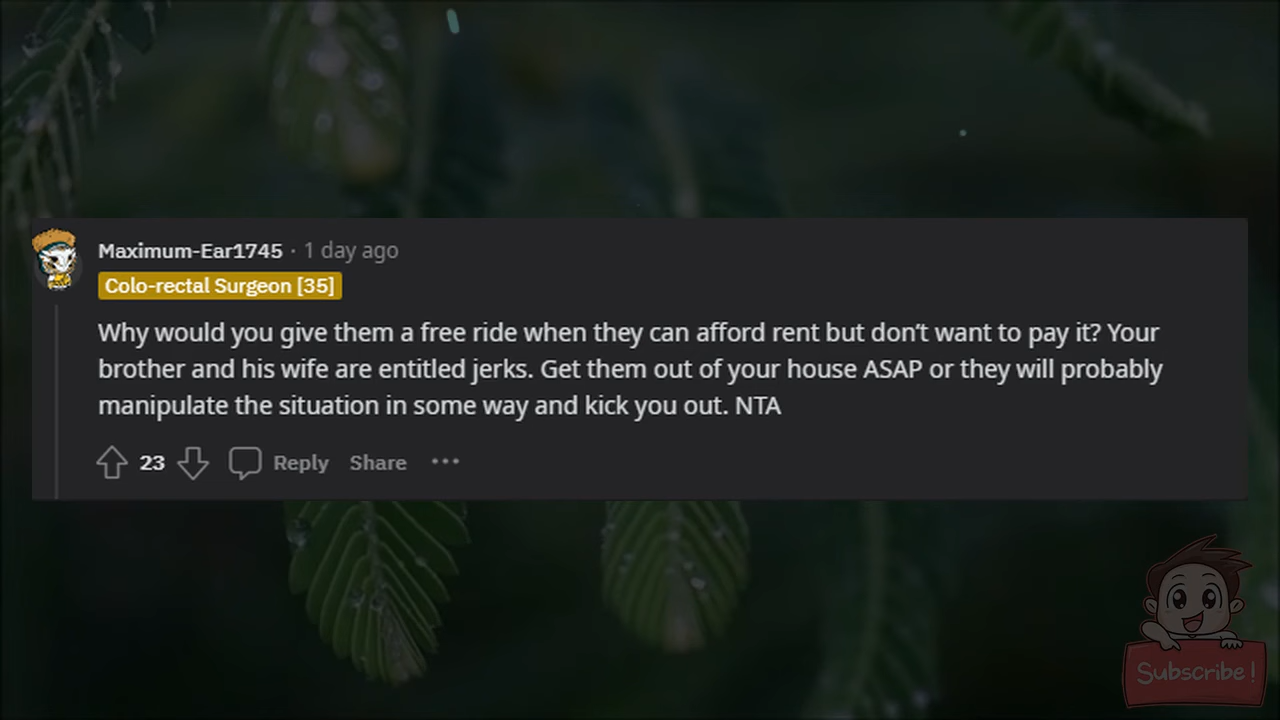 Maximum-Ear1745 · 1 day ago
Colo-rectal Surgeon [35]
Why would you give them a free ride when they can afford rent but don’t want to pay it? Your
brother and his wife are entitled jerks. Get them out of your house ASAP or they will probably
manipulate the situation in some way and kick you out. NTA
23 Reply Share ···
Subscribe!